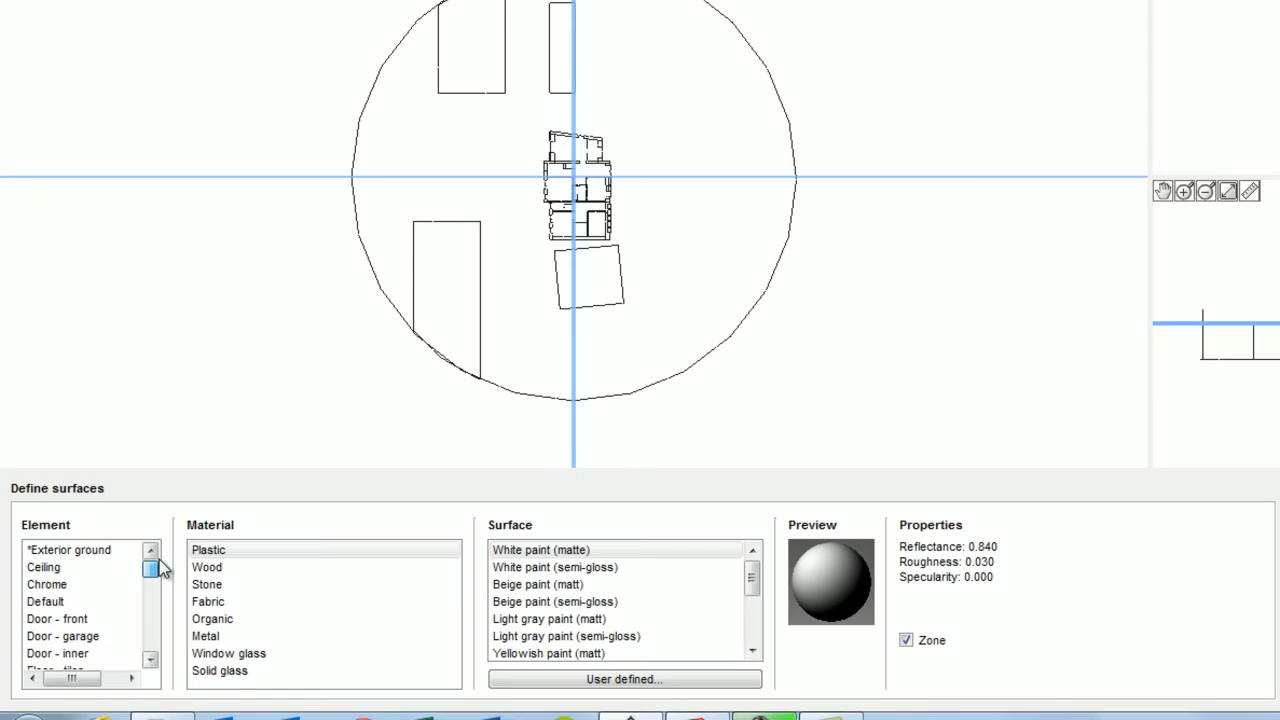 Define surfaces
Element
*Exterior ground
Ceiling
Chrome
Default
Door - front
Door - garage
Door - inner
Material
Plastic
Wood
Stone
Fabric
Organic
Metal
Window glass
Solid glass
Surface
White paint (matte)
White paint (semi-gloss)
Beige paint (matt)
Beige paint (semi-gloss)
Light gray paint (matt)
Light gray paint (semi-gloss)
Yellowish paint (matt)
User defined...
Preview
Properties
Reflectance: 0.840
Roughness: 0.030
Specularity: 0.000
Zone